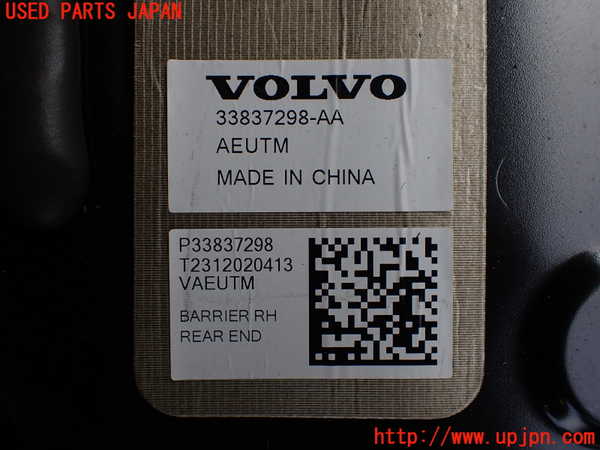 USED PARTS JAPAN
VOLVO
33837298-AA
AEUTM
MADE IN CHINA
P33837298
T2312020413
VAEUTM
BARRIER RH
REAR END
http://www.upjpn.com/